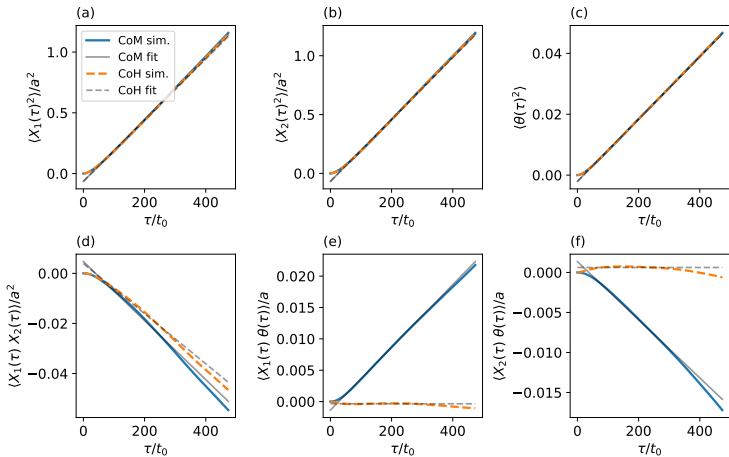 (a)
⟨X₁(τ)²⟩/a²
1.0
0.5
0.0
CoM sim.
CoM fit
CoH sim.
CoH fit
0 200 400
τ/t₀
(b)
⟨X₂(τ)²⟩/a²
1.0
0.5
0.0
0 200 400
τ/t₀
(c)
⟨θ(τ)²⟩
0.04
0.02
0.00
0 200 400
τ/t₀
(d)
⟨X₁(τ) X₂(τ)⟩/a²
0.00
−0.02
−0.04
0 200 400
τ/t₀
(e)
⟨X₁(τ) θ(τ)⟩/a
0.020
0.015
0.010
0.005
0.000
0 200 400
τ/t₀
(f)
⟨X₂(τ) θ(τ)⟩/a
0.000
−0.005
−0.010
−0.015
0 200 400
τ/t₀